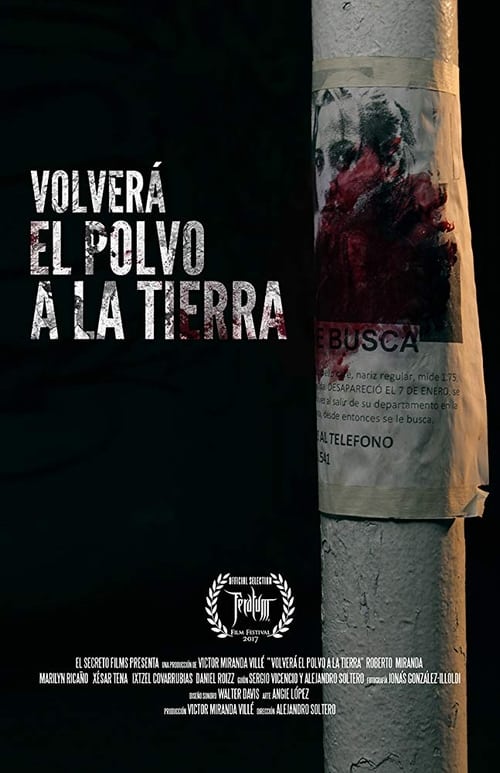 VOLVERÁ
EL POLVO
A LA TIERRA
E BUSCA
nariz regular, mide 1.75
DESAPARECIÓ EL 7 DE ENERO, se
al salir de su departamento en la
desde entonces se le busca.
AL TELEFONO
541
OFFICIAL SELECTION
Feratum
FILM FESTIVAL
2017
EL SECRETO FILMS PRESENTA UNA PRODUCCIÓN DE VICTOR MIRANDA VILLÉ "VOLVERÁ EL POLVO A LA TIERRA" ROBERTO MIRANDA
MARILYN RICAÑO XÉSAR TENA IXTZEL COVARRUBIAS DANIEL ROIZZ GUIÓN SERGIO VICENCIO Y ALEJANDRO SOLTERO FOTOGRAFÍA JONÁS GONZÁLEZ-ILLOLDI
DISEÑO SONORO WALTER DAVIS ARTE ANGIE LÓPEZ
PRODUCCIÓN VICTOR MIRANDA VILLÉ DIRECCIÓN ALEJANDRO SOLTERO